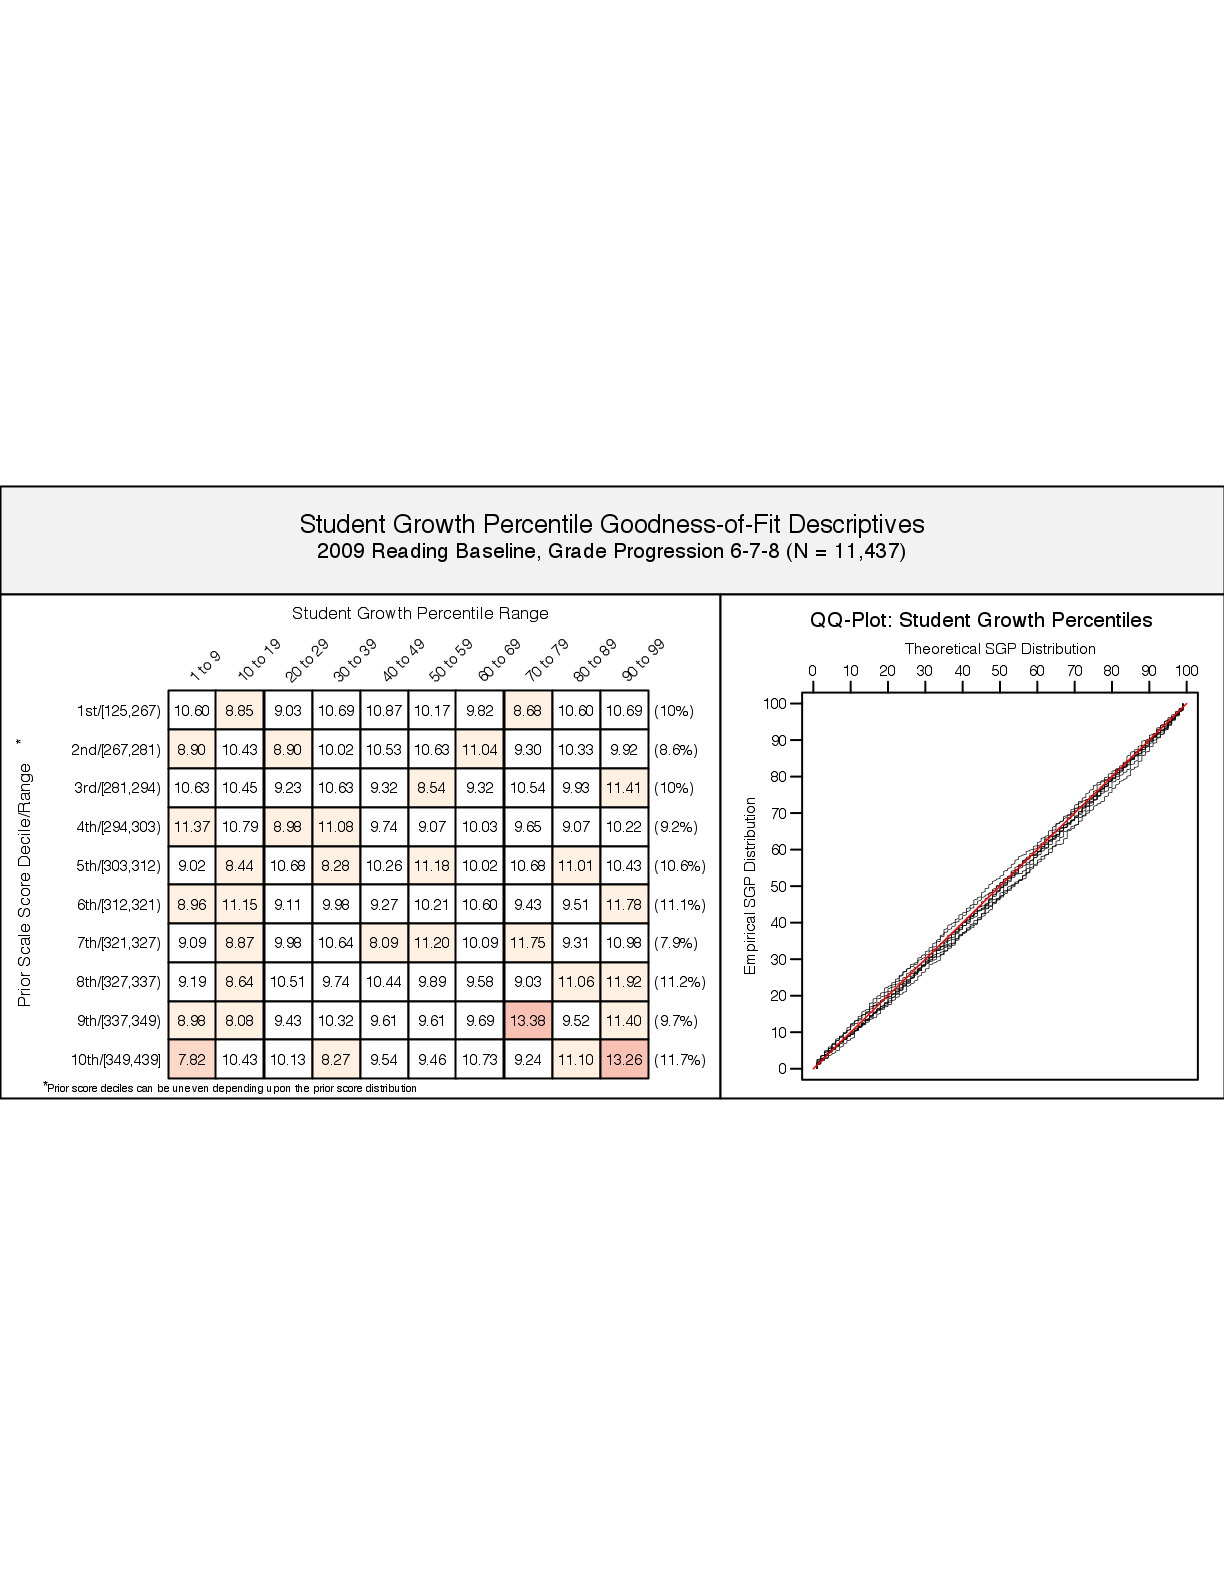 Student Growth Percentile Goodness-of-Fit Descriptives
2009 Reading Baseline, Grade Progression 6-7-8 (N = 11,437)
Student Growth Percentile Range
1 to 9 10 to 19 20 to 29 30 to 39 40 to 49 50 to 59 60 to 69 70 to 79 80 to 89 90 to 99
Prior Scale Score Decile/Range *
1st/[125,267) 10.60 8.85 9.03 10.69 10.87 10.17 9.82 8.68 10.60 10.69 (10%)
2nd/[267,281) 8.90 10.43 8.90 10.02 10.53 10.63 11.04 9.30 10.33 9.92 (8.6%)
3rd/[281,294) 10.63 10.45 9.23 10.63 9.32 8.54 9.32 10.54 9.93 11.41 (10%)
4th/[294,303) 11.37 10.79 8.98 11.08 9.74 9.07 10.03 9.65 9.07 10.22 (9.2%)
5th/[303,312) 9.02 8.44 10.68 8.28 10.26 11.18 10.02 10.68 11.01 10.43 (10.6%)
6th/[312,321) 8.96 11.15 9.11 9.98 9.27 10.21 10.60 9.43 9.51 11.78 (11.1%)
7th/[321,327) 9.09 8.87 9.98 10.64 8.09 11.20 10.09 11.75 9.31 10.98 (7.9%)
8th/[327,337) 9.19 8.64 10.51 9.74 10.44 9.89 9.58 9.03 11.06 11.92 (11.2%)
9th/[337,349) 8.98 8.08 9.43 10.32 9.61 9.61 9.69 13.38 9.52 11.40 (9.7%)
10th/[349,439] 7.82 10.43 10.13 8.27 9.54 9.46 10.73 9.24 11.10 13.26 (11.7%)
*Prior score deciles can be uneven depending upon the prior score distribution
QQ-Plot: Student Growth Percentiles
Theoretical SGP Distribution
0 10 20 30 40 50 60 70 80 90 100
Empirical SGP Distribution
100
90
80
70
60
50
40
30
20
10
0